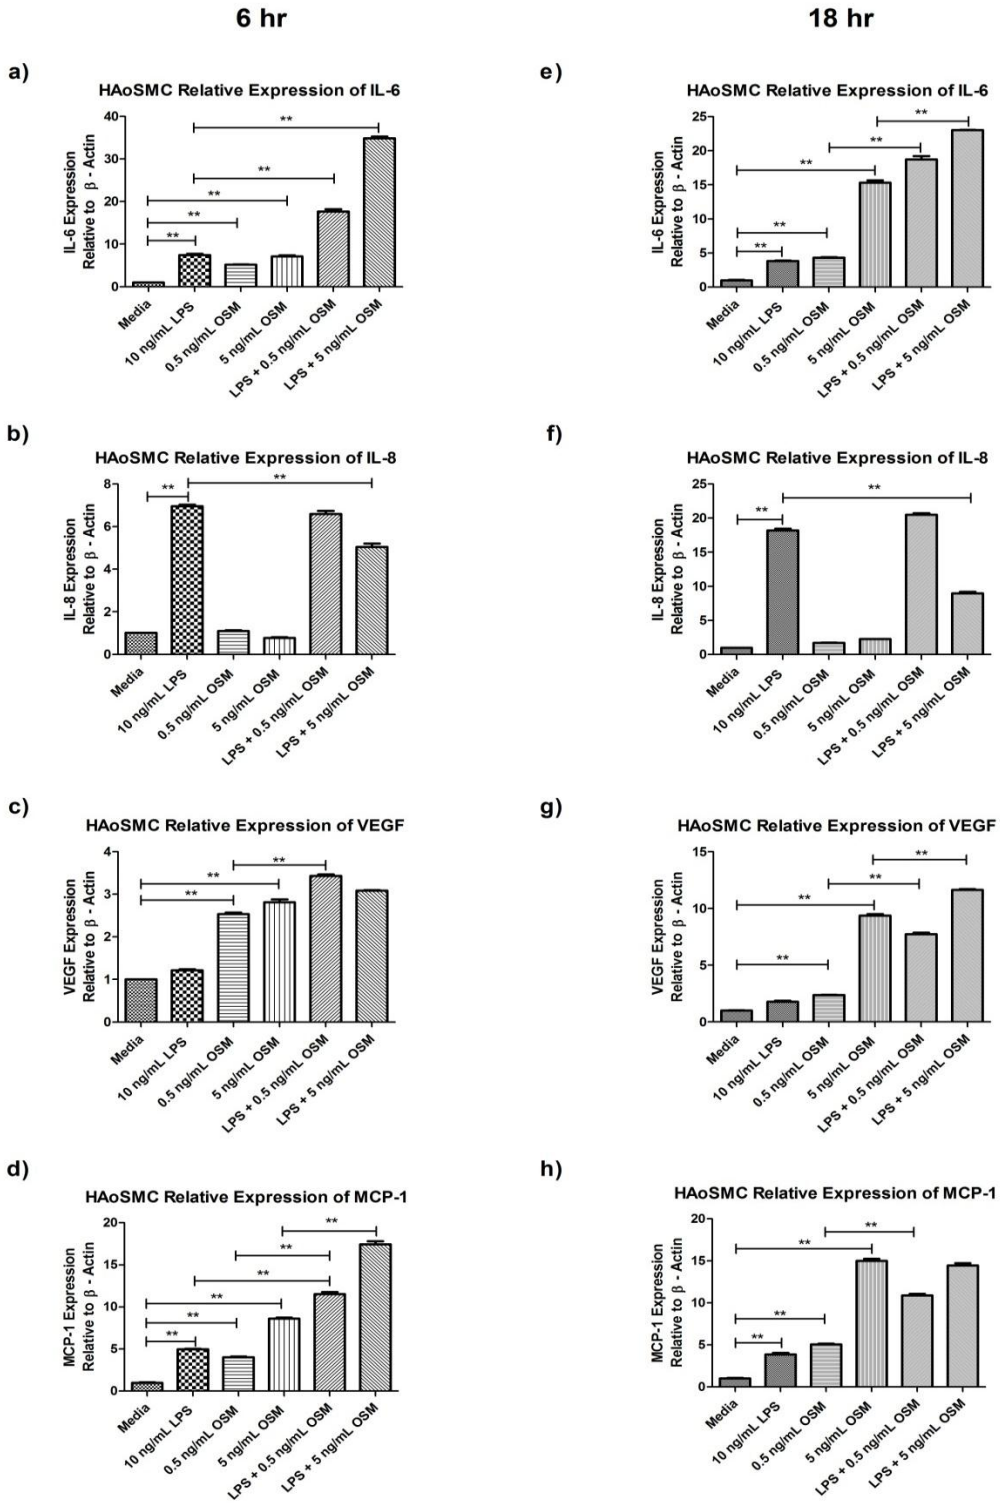 6 hr
18 hr
a)
HAoSMC Relative Expression of IL-6
IL-6 Expression
Relative to β - Actin
40
30
20
10
0
**
**
**
**
**
Media
10 ng/mL LPS
0.5 ng/mL OSM
5 ng/mL OSM
LPS + 0.5 ng/mL OSM
LPS + 5 ng/mL OSM
e)
HAoSMC Relative Expression of IL-6
IL-6 Expression
Relative to β - Actin
25
20
15
10
5
0
**
**
**
**
**
Media
10 ng/mL LPS
0.5 ng/mL OSM
5 ng/mL OSM
LPS + 0.5 ng/mL OSM
LPS + 5 ng/mL OSM
b)
HAoSMC Relative Expression of IL-8
IL-8 Expression
Relative to β - Actin
8
6
4
2
0
**
**
Media
10 ng/mL LPS
0.5 ng/mL OSM
5 ng/mL OSM
LPS + 0.5 ng/mL OSM
LPS + 5 ng/mL OSM
f)
HAoSMC Relative Expression of IL-8
IL-8 Expression
Relative to β - Actin
25
20
15
10
5
0
**
**
Media
10 ng/mL LPS
0.5 ng/mL OSM
5 ng/mL OSM
LPS + 0.5 ng/mL OSM
LPS + 5 ng/mL OSM
c)
HAoSMC Relative Expression of VEGF
VEGF Expression
Relative to β - Actin
4
3
2
1
0
**
**
**
Media
10 ng/mL LPS
0.5 ng/mL OSM
5 ng/mL OSM
LPS + 0.5 ng/mL OSM
LPS + 5 ng/mL OSM
g)
HAoSMC Relative Expression of VEGF
VEGF Expression
Relative to β - Actin
15
10
5
0
**
**
**
**
Media
10 ng/mL LPS
0.5 ng/mL OSM
5 ng/mL OSM
LPS + 0.5 ng/mL OSM
LPS + 5 ng/mL OSM
d)
HAoSMC Relative Expression of MCP-1
MCP-1 Expression
Relative to β - Actin
20
15
10
5
0
**
**
**
**
**
**
Media
10 ng/mL LPS
0.5 ng/mL OSM
5 ng/mL OSM
LPS + 0.5 ng/mL OSM
LPS + 5 ng/mL OSM
h)
HAoSMC Relative Expression of MCP-1
MCP-1 Expression
Relative to β - Actin
20
15
10
5
0
**
**
**
**
Media
10 ng/mL LPS
0.5 ng/mL OSM
5 ng/mL OSM
LPS + 0.5 ng/mL OSM
LPS + 5 ng/mL OSM